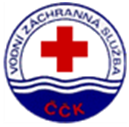 VODNÍ ZÁCHRANNÁ SLUŽBA
ČČK